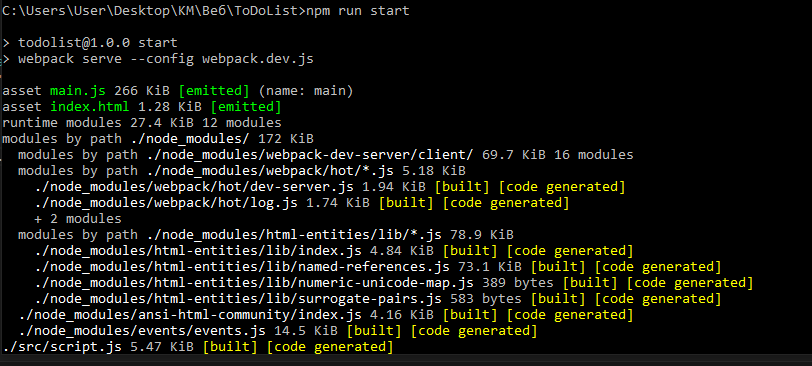 C:\Users\User\Desktop\KM\Be6\ToDoList>npm run start
> todolist@1.0.0 start
> webpack serve --config webpack.dev.js
asset main.js 266 KiB [emitted] (name: main)
asset index.html 1.28 KiB [emitted]
runtime modules 27.4 KiB 12 modules
modules by path ./node_modules/ 172 KiB
  modules by path ./node_modules/webpack-dev-server/client/ 69.7 KiB 16 modules
  modules by path ./node_modules/webpack/hot/*.js 5.18 KiB
    ./node_modules/webpack/hot/dev-server.js 1.94 KiB [built] [code generated]
    ./node_modules/webpack/hot/log.js 1.74 KiB [built] [code generated]
    + 2 modules
  modules by path ./node_modules/html-entities/lib/*.js 78.9 KiB
    ./node_modules/html-entities/lib/index.js 4.84 KiB [built] [code generated]
    ./node_modules/html-entities/lib/named-references.js 73.1 KiB [built] [code generated]
    ./node_modules/html-entities/lib/numeric-unicode-map.js 389 bytes [built] [code generated]
    ./node_modules/html-entities/lib/surrogate-pairs.js 583 bytes [built] [code generated]
  ./node_modules/ansi-html-community/index.js 4.16 KiB [built] [code generated]
  ./node_modules/events/events.js 14.5 KiB [built] [code generated]
./src/script.js 5.47 KiB [built] [code generated]